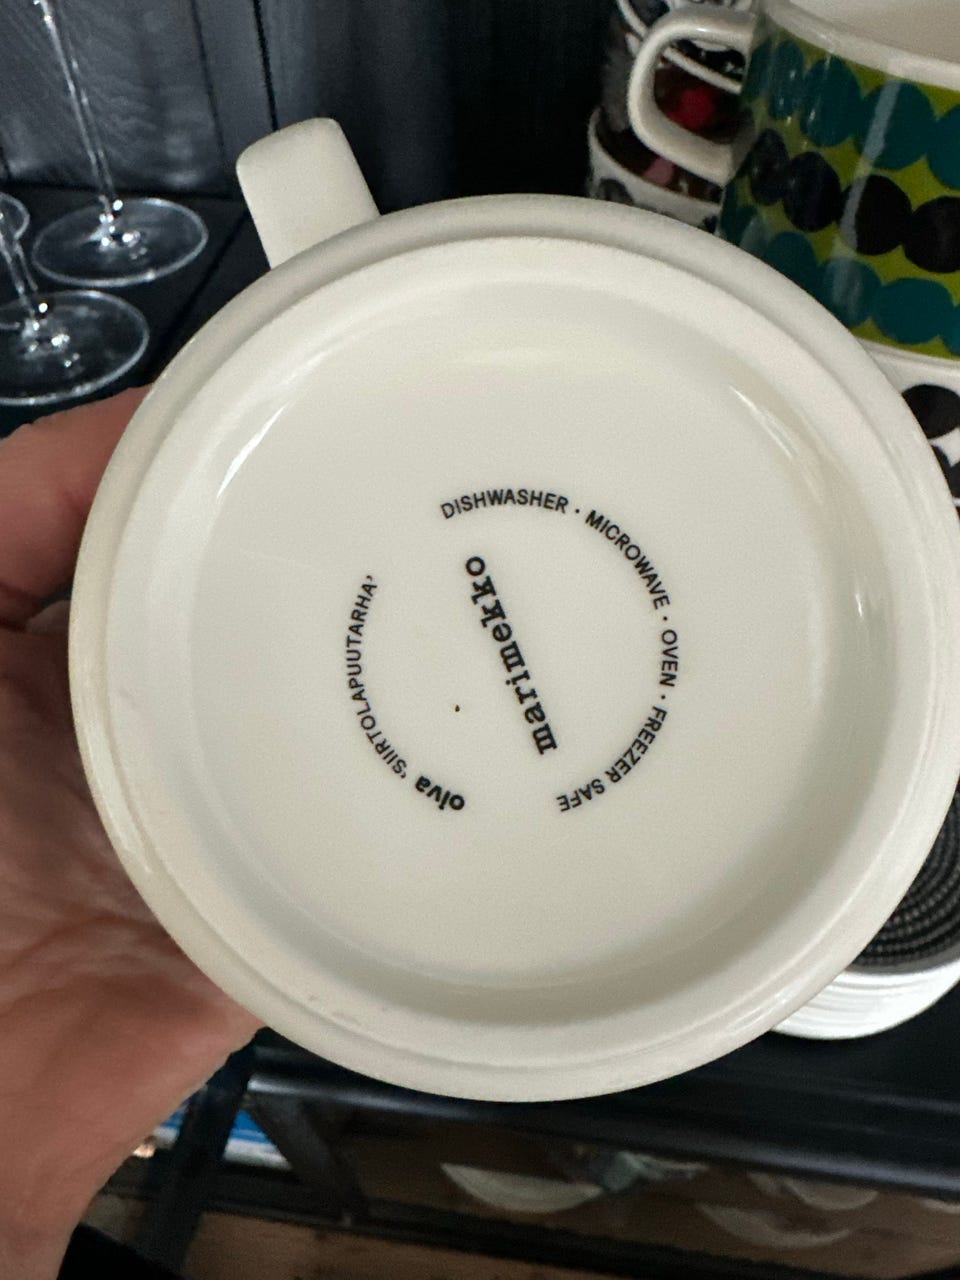 DISHWASHER · MICROWAVE · OVEN · FREEZER SAFE
marimekko
oiva 'SIIRTOLAPUUTARHA'